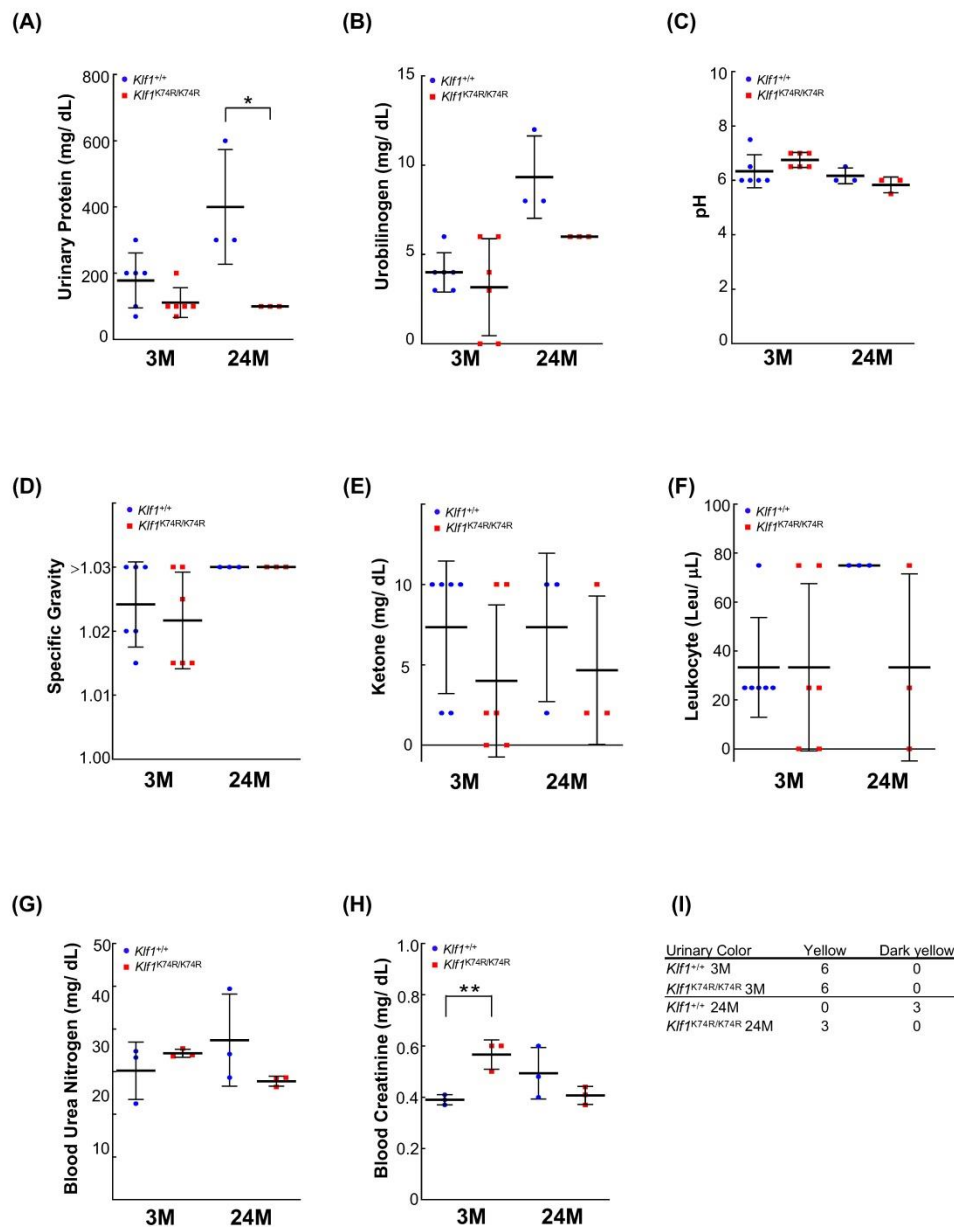 (A)
Urinary Protein (mg/ dL)
800
600
400
200
0
Klf1+/+
Klf1K74R/K74R
*
3M 24M
(B)
Urobilinogen (mg/ dL)
15
10
5
0
Klf1+/+
Klf1K74R/K74R
3M 24M
(C)
pH
10
8
6
4
2
0
Klf1+/+
Klf1K74R/K74R
3M 24M
(D)
Specific Gravity
>1.03
1.02
1.01
1.00
Klf1+/+
Klf1K74R/K74R
3M 24M
(E)
Ketone (mg/ dL)
10
5
0
Klf1+/+
Klf1K74R/K74R
3M 24M
(F)
Leukocyte (Leu/ μL)
100
80
60
40
20
0
Klf1+/+
Klf1K74R/K74R
3M 24M
(G)
Blood Urea Nitrogen (mg/ dL)
50
40
30
20
10
Klf1+/+
Klf1K74R/K74R
3M 24M
(H)
Blood Creatinine (mg/ dL)
1.0
0.8
0.6
0.4
0.2
0
Klf1+/+
Klf1K74R/K74R
**
3M 24M
(I)
Urinary Color Yellow Dark yellow
Klf1+/+ 3M 6 0
Klf1K74R/K74R 3M 6 0
Klf1+/+ 24M 0 3
Klf1K74R/K74R 24M 3 0